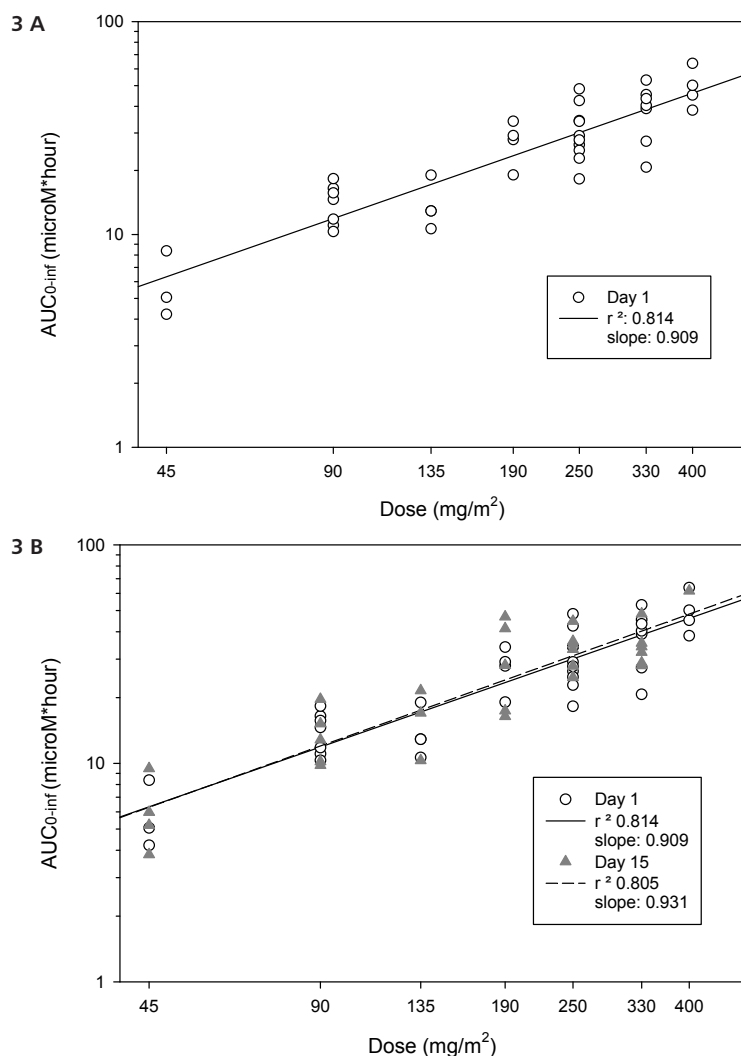 3 A
100
10
1
AUC0-inf (microM*hour)
Day 1
r ²: 0.814
slope: 0.909
45 90 135 190 250 330 400
Dose (mg/m²)
3 B
100
10
1
AUC0-inf (microM*hour)
Day 1
r ² 0.814
slope: 0.909
Day 15
r ² 0.805
slope: 0.931
45 90 135 190 250 330 400
Dose (mg/m²)